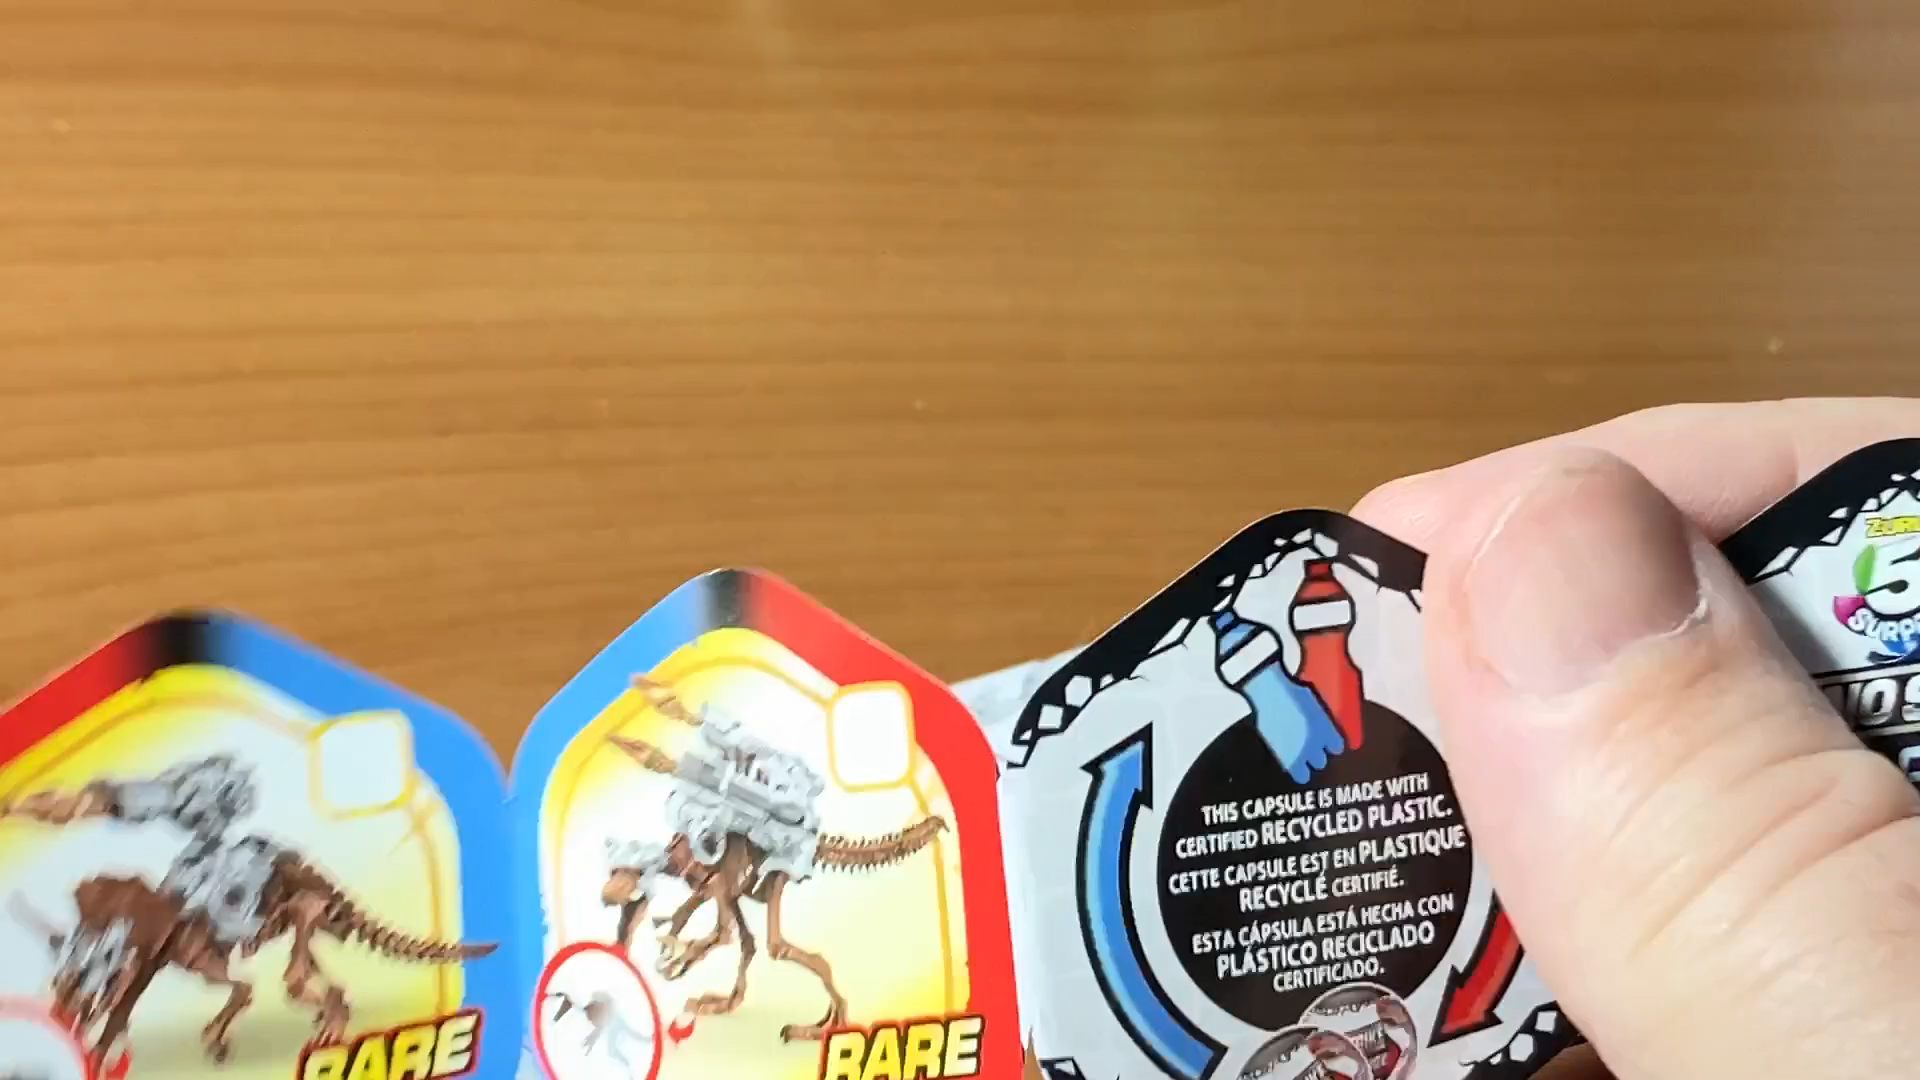 THIS CAPSULE IS MADE WITH
CERTIFIED RECYCLED PLASTIC.
CETTE CAPSULE EST EN PLASTIQUE
RECYCLÉ CERTIFIÉ.
ESTA CÁPSULA ESTÁ HECHA CON
PLÁSTICO RECICLADO
CERTIFICADO.
RARE
RARE
5